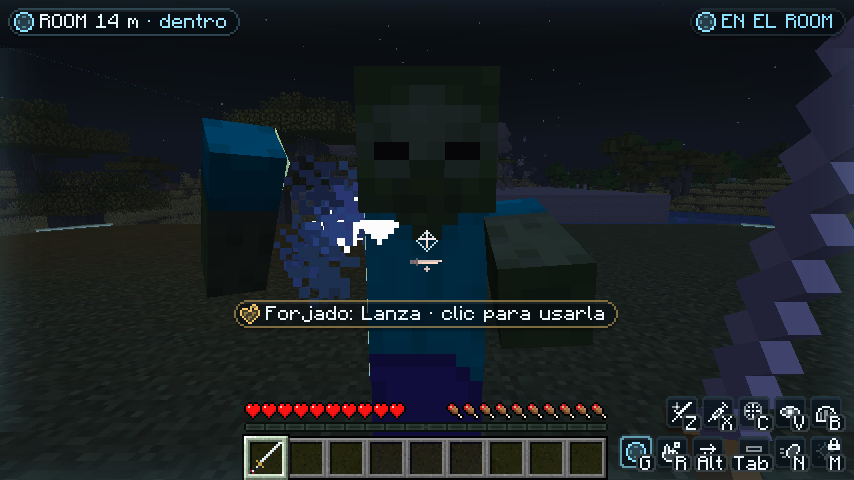 ROOM 14 m · dentro
EN EL ROOM
Forjado: Lanza · clic para usarla
Z X C V B
G R Alt Tab N M